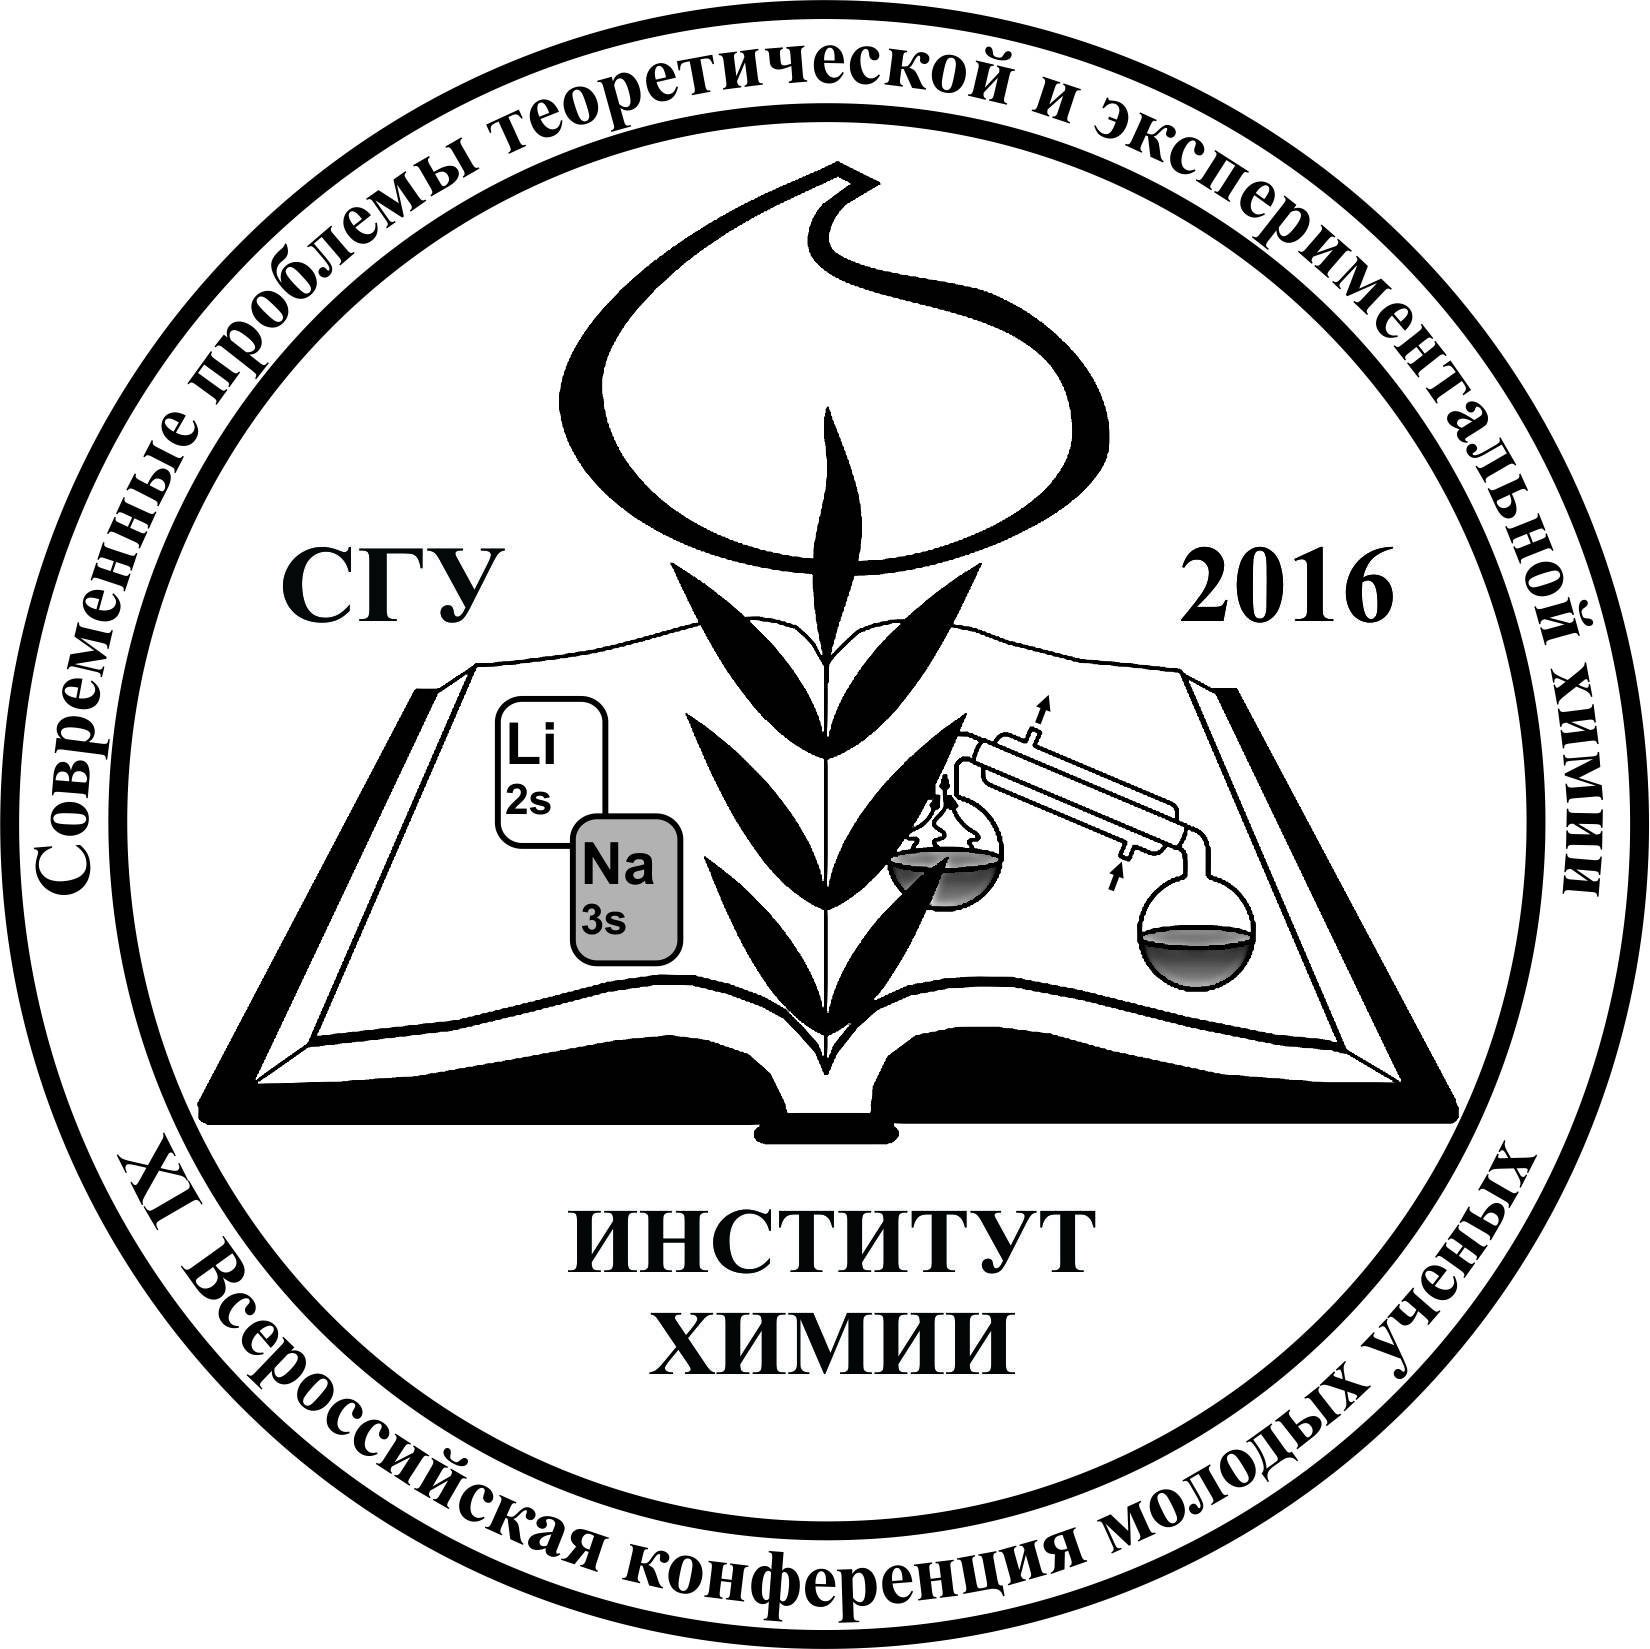 Современные проблемы теоретической и экспериментальной химии
СГУ
2016
Li
2s
Na
3s
ИНСТИТУТ
ХИМИИ
XI Всероссийская конференция молодых ученых